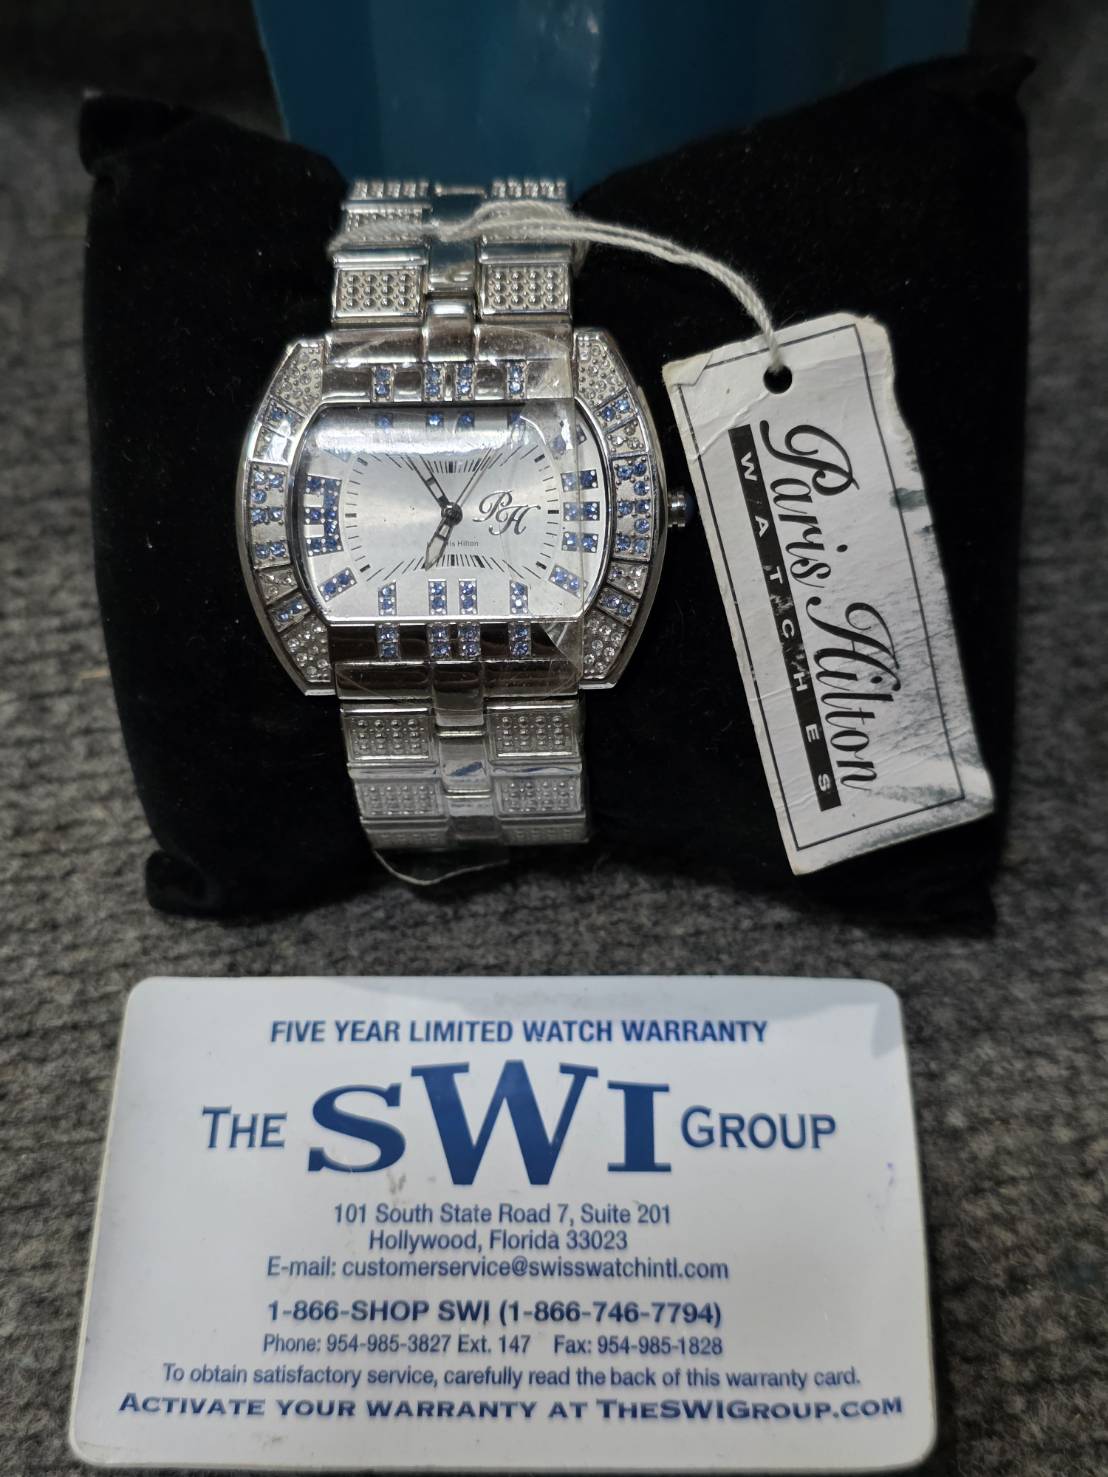 PH
is Hilton
Paris Hilton
WATCHES
FIVE YEAR LIMITED WATCH WARRANTY
THE SWI GROUP
101 South State Road 7, Suite 201
Hollywood, Florida 33023
E-mail: customerservice@swisswatchintl.com
1-866-SHOP SWI (1-866-746-7794)
Phone: 954-985-3827 Ext. 147 Fax: 954-985-1828
To obtain satisfactory service, carefully read the back of this warranty card.
ACTIVATE YOUR WARRANTY AT THESWIGROUP.COM